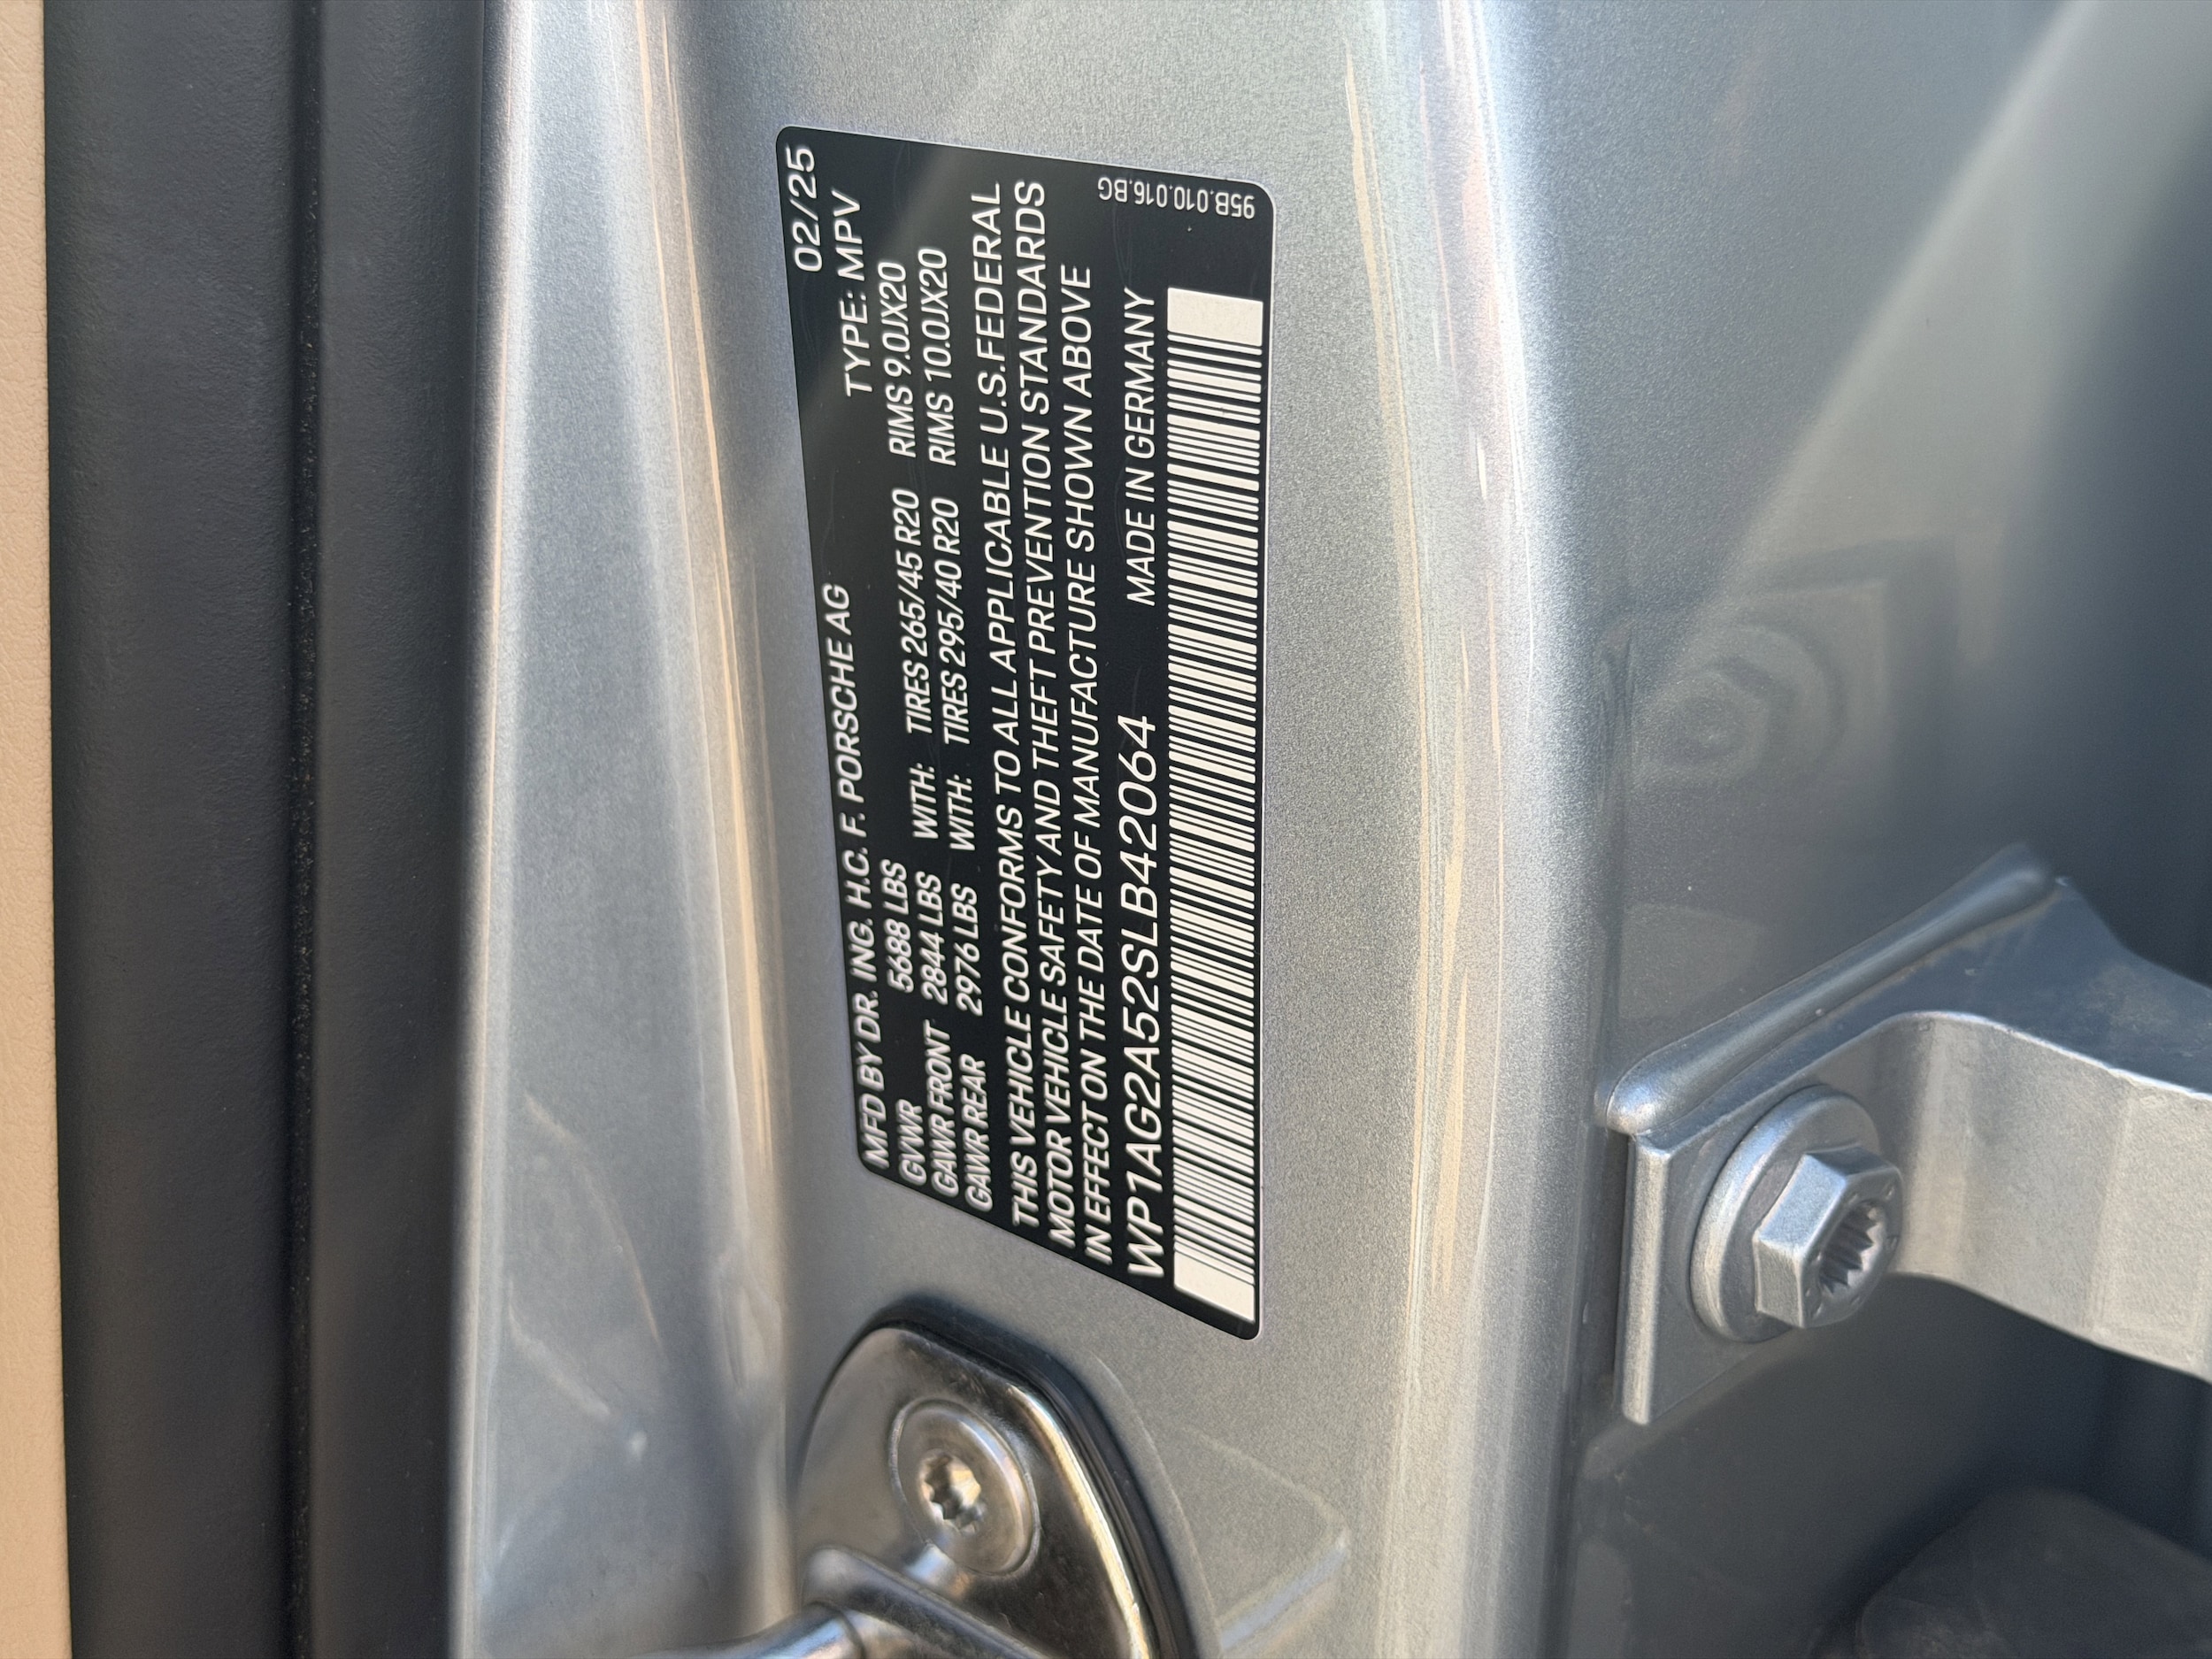 MFD BY DR. ING. H.C. F. PORSCHE AG 02/25
TYPE: MPV
GVWR 5688 LBS
GAWR FRONT 2844 LBS WITH: TIRES 265/45 R20 RIMS 9.0JX20
GAWR REAR 2976 LBS WITH: TIRES 295/40 R20 RIMS 10.0JX20
THIS VEHICLE CONFORMS TO ALL APPLICABLE U.S.FEDERAL
MOTOR VEHICLE SAFETY AND THEFT PREVENTION STANDARDS
IN EFFECT ON THE DATE OF MANUFACTURE SHOWN ABOVE
WP1AG2A52SLB42064 MADE IN GERMANY
95B.010.016.BG